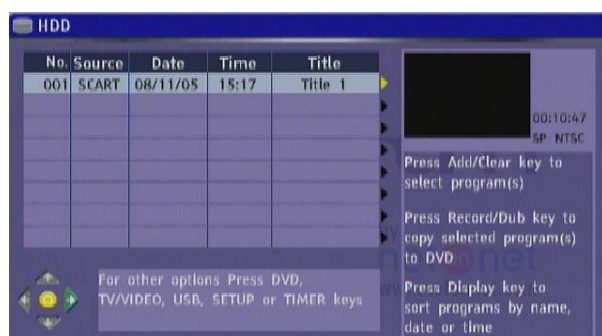 HDD
No. Source Date Time Title
001 SCART 08/11/05 15:17 Title 1
00:10:47
SP NTSC
Press Add/Clear key to
select program(s)
Press Record/Dub key to
copy selected program(s)
to DVD
Press Display key to
sort programs by name,
date or time
For other options Press DVD,
TV/VIDEO, USB, SETUP or TIMER keys